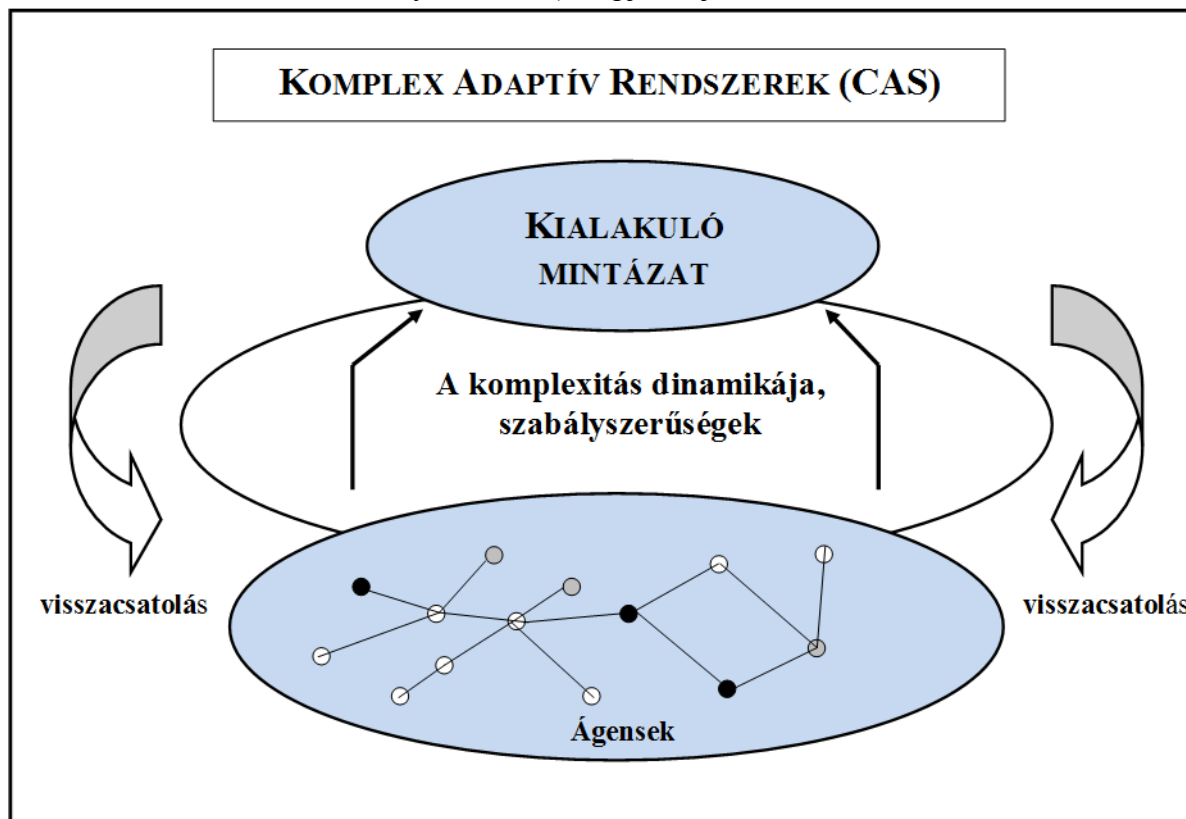 KOMPLEX ADAPTÍV RENDSZEREK (CAS)
KIALAKULÓ
MINTÁZAT
A komplexitás dinamikája,
szabályszerűségek
visszacsatolás
visszacsatolás
Ágensek